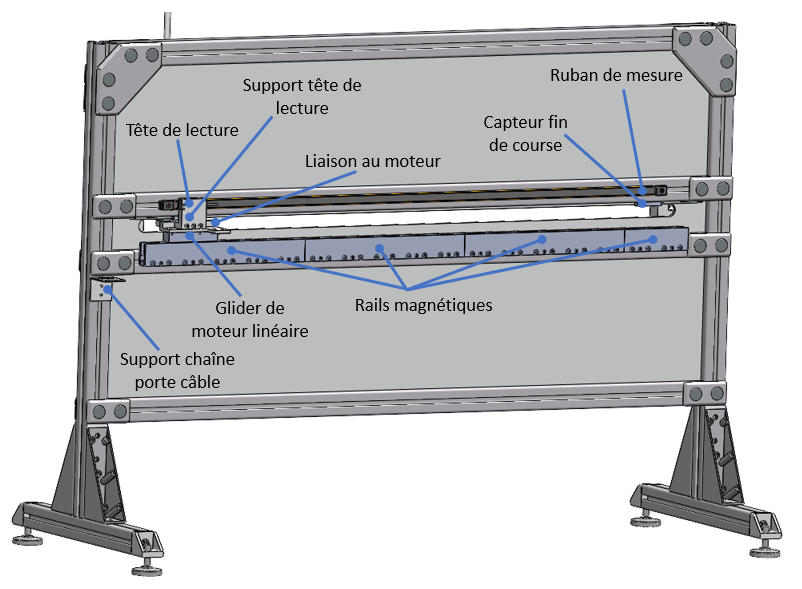 Ruban de mesure
Support tête de
lecture
Capteur fin
de course
Tête de lecture
Liaison au moteur
Glider de
moteur linéaire
Rails magnétiques
Support chaîne
porte câble